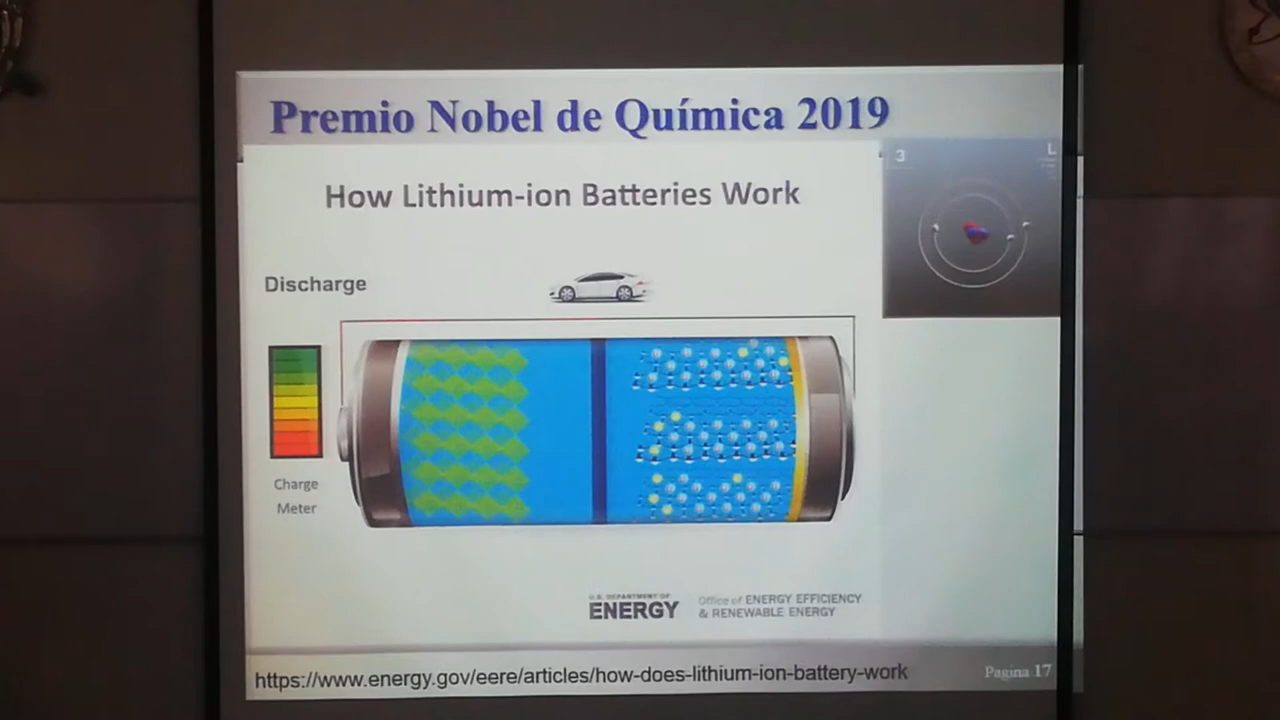 Premio Nobel de Química 2019
3
L
How Lithium-ion Batteries Work
Discharge
Charge
Meter
U.S. DEPARTMENT OF
ENERGY
Office of ENERGY EFFICIENCY
& RENEWABLE ENERGY
https://www.energy.gov/eere/articles/how-does-lithium-ion-battery-work
Pagina 17